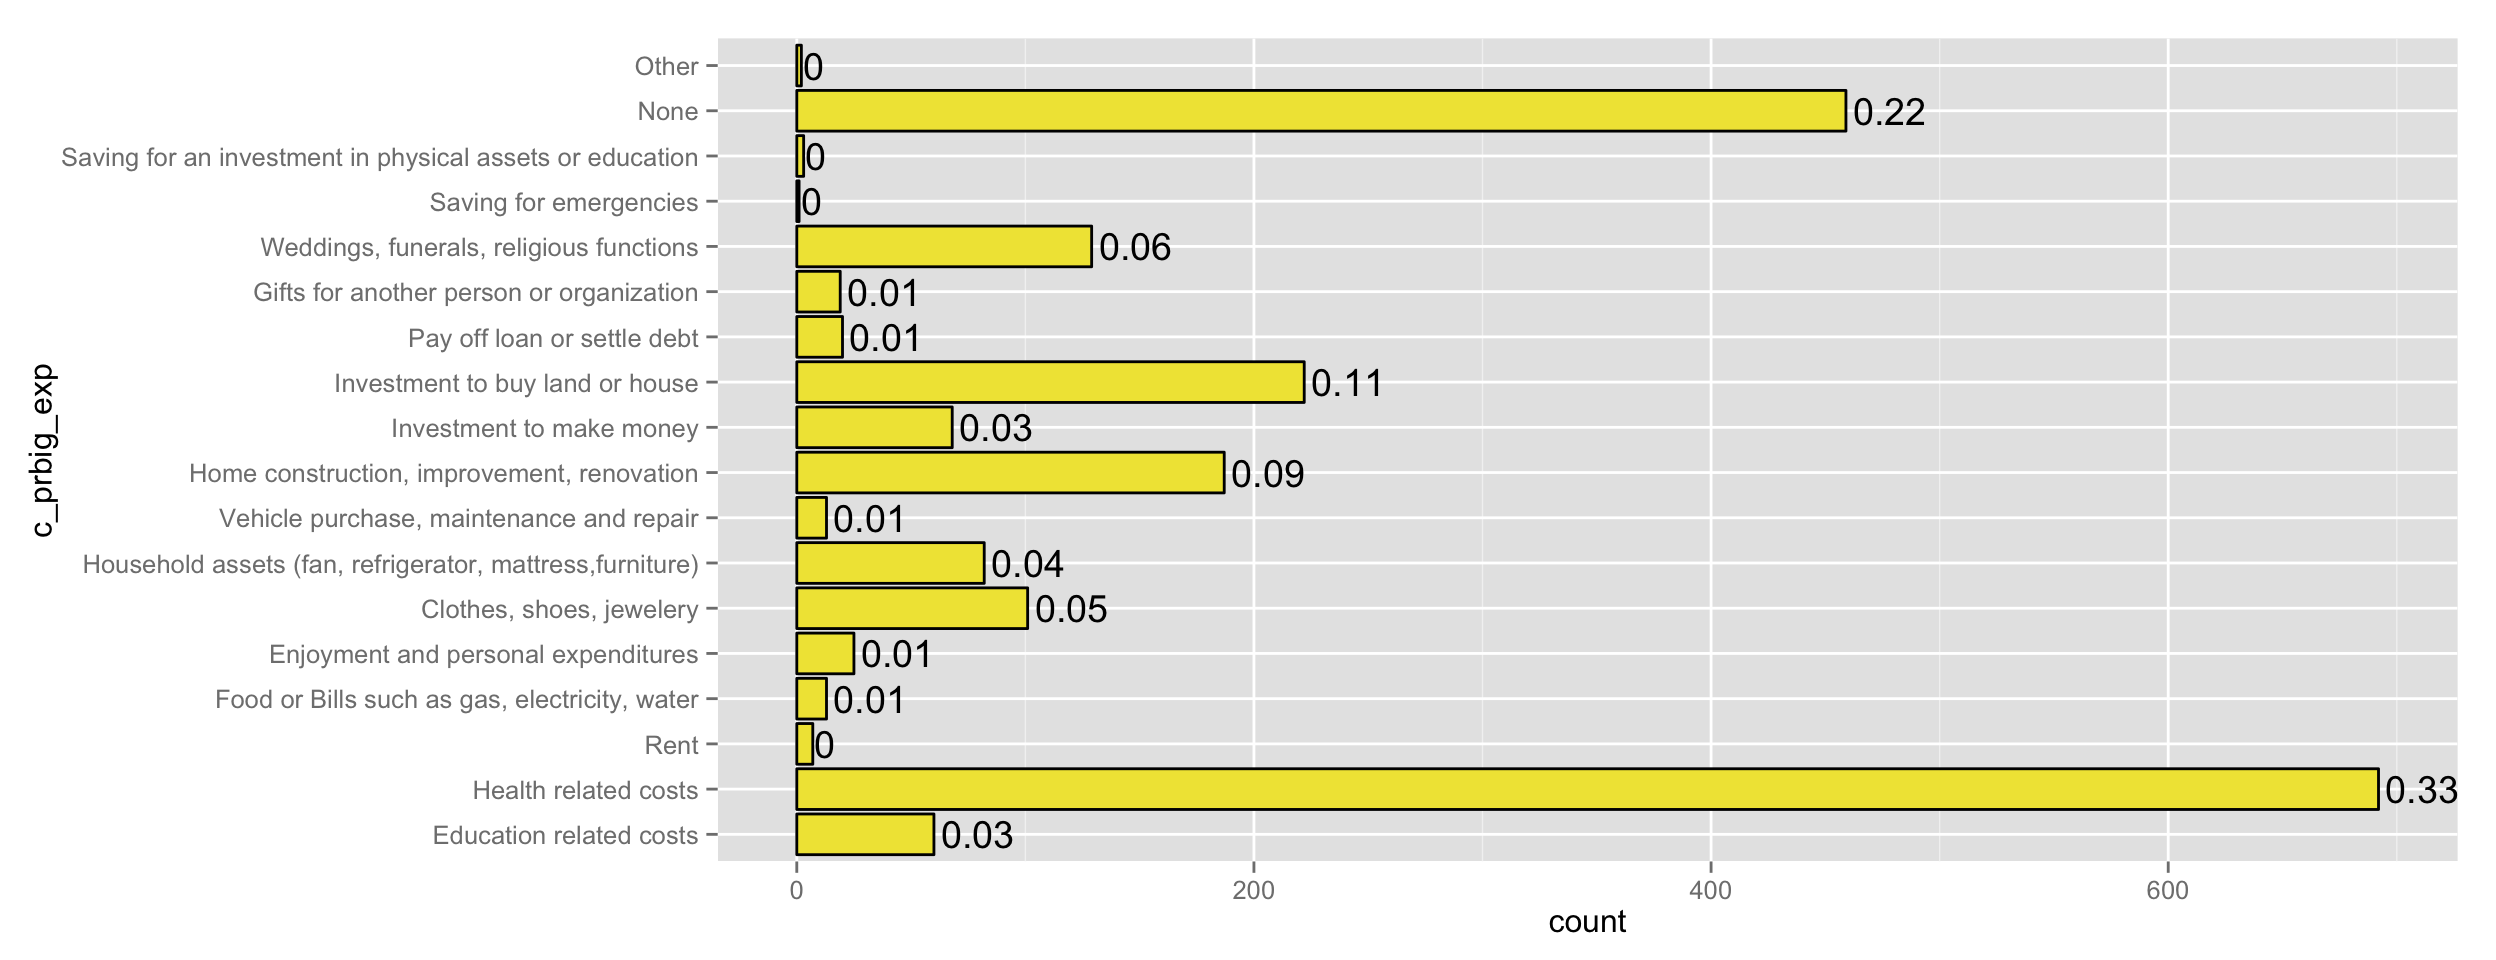 Other 0
None 0.22
Saving for an investment in physical assets or education 0
Saving for emergencies 0
Weddings, funerals, religious functions 0.06
Gifts for another person or organization 0.01
Pay off loan or settle debt 0.01
Investment to buy land or house 0.11
Investment to make money 0.03
Home construction, improvement, renovation 0.09
Vehicle purchase, maintenance and repair 0.01
Household assets (fan, refrigerator, mattress,furniture) 0.04
Clothes, shoes, jewelery 0.05
Enjoyment and personal expenditures 0.01
Food or Bills such as gas, electricity, water 0.01
Rent 0
Health related costs 0.33
Education related costs 0.03
c_prbig_exp
0 200 400 600
count